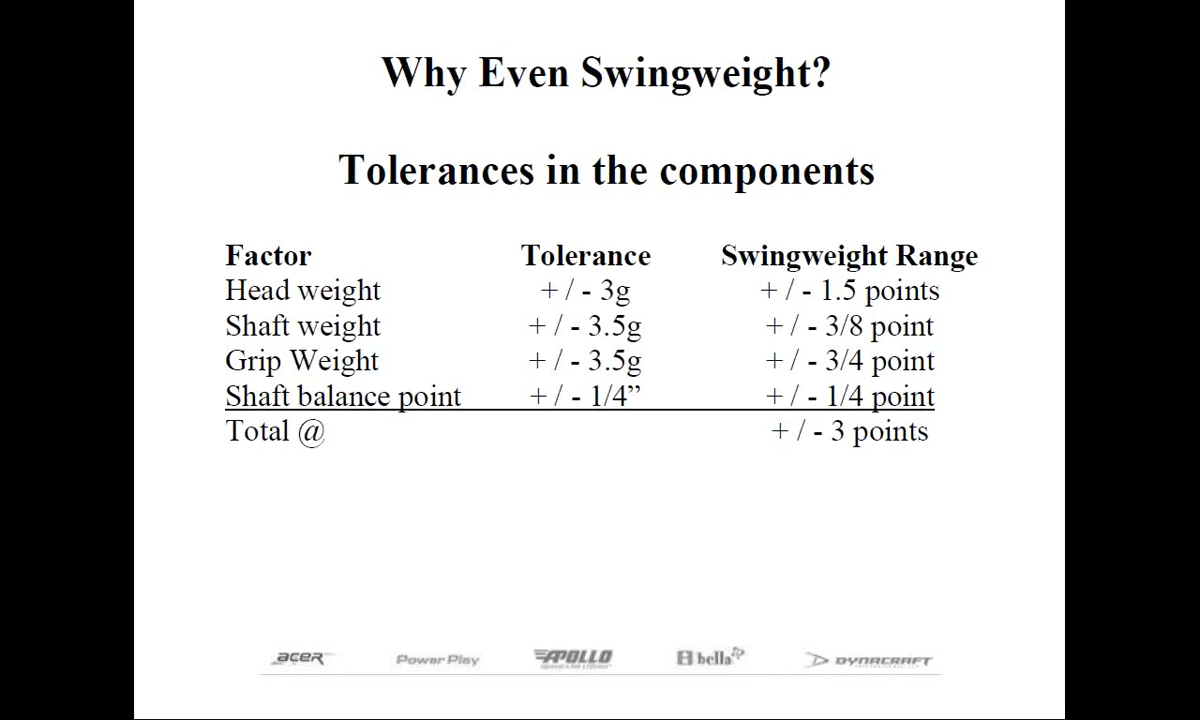 Why Even Swingweight?
Tolerances in the components
Factor Tolerance Swingweight Range
Head weight + / - 3g + / - 1.5 points
Shaft weight + / - 3.5g + / - 3/8 point
Grip Weight + / - 3.5g + / - 3/4 point
Shaft balance point + / - 1/4” + / - 1/4 point
Total @ + / - 3 points
acer Power Play APOLLO bella DYNACRAFT